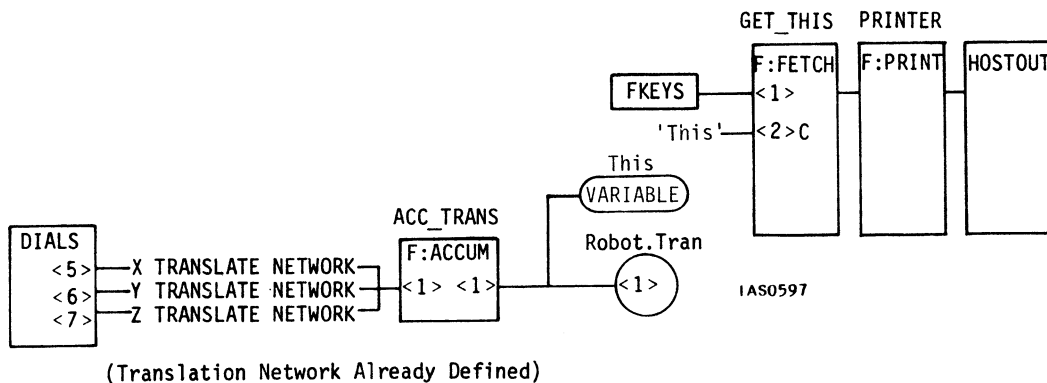 GET_THIS PRINTER
F:FETCH F:PRINT HOSTOUT
FKEYS <1>
'This' <2>C
This
VARIABLE
ACC_TRANS
Robot.Tran
DIALS
F:ACCUM
<5> X TRANSLATE NETWORK
<6> Y TRANSLATE NETWORK
<7> Z TRANSLATE NETWORK
<1> <1>
<1>
IAS0597
(Translation Network Already Defined)